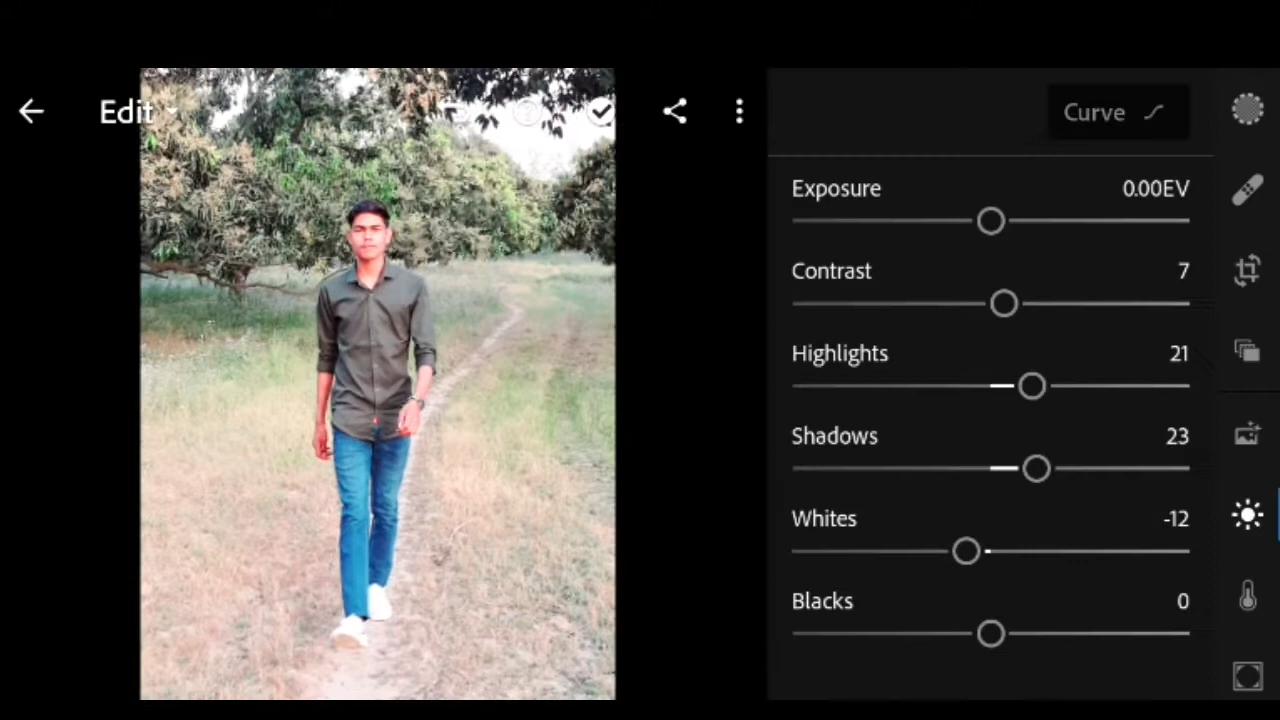 Edit
Curve
Exposure 0.00EV
Contrast 7
Highlights 21
Shadows 23
Whites -12
Blacks 0